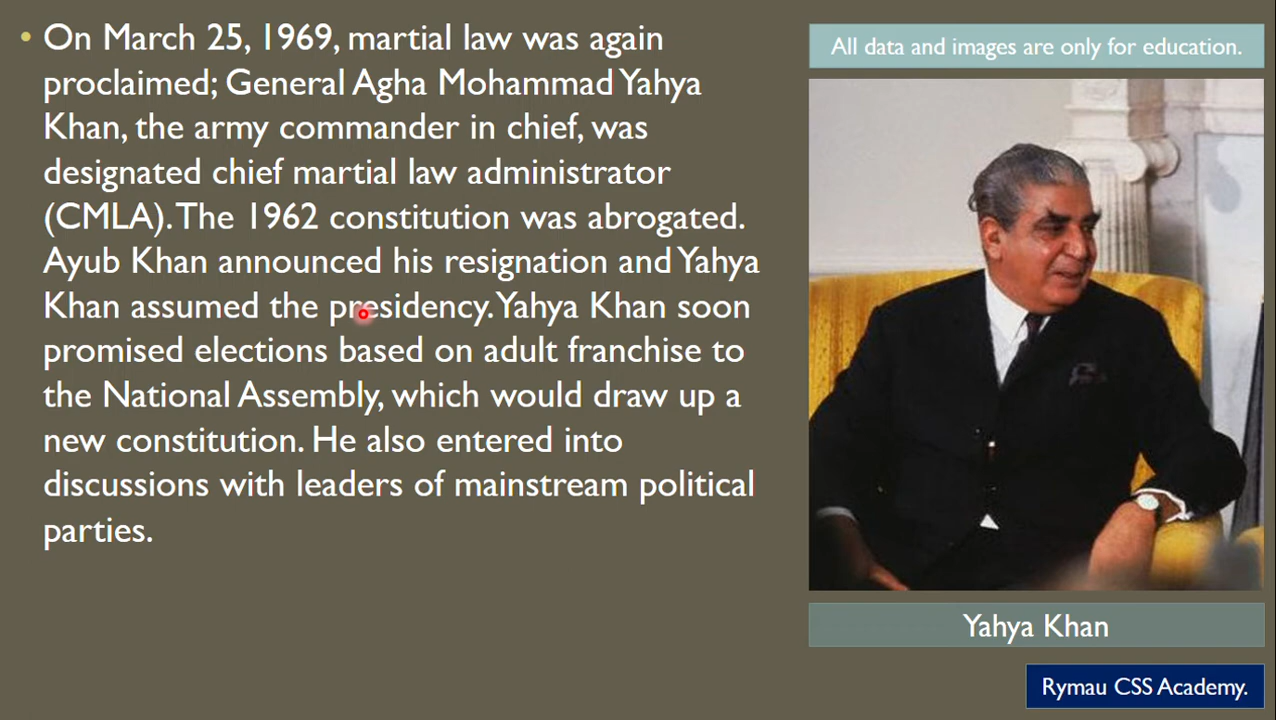 • On March 25, 1969, martial law was again
proclaimed; General Agha Mohammad Yahya
Khan, the army commander in chief, was
designated chief martial law administrator
(CMLA). The 1962 constitution was abrogated.
Ayub Khan announced his resignation and Yahya
Khan assumed the presidency. Yahya Khan soon
promised elections based on adult franchise to
the National Assembly, which would draw up a
new constitution. He also entered into
discussions with leaders of mainstream political
parties.
All data and images are only for education.
Yahya Khan
Rymau CSS Academy.